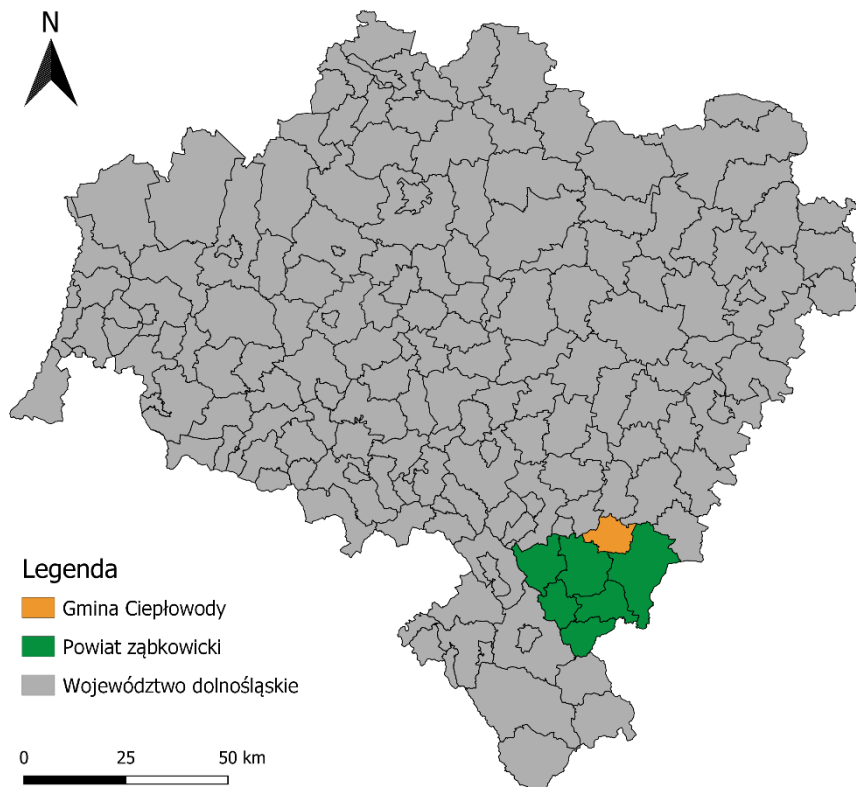 N
Legenda
Gmina Ciepłowody
Powiat ząbkowicki
Województwo dolnośląskie
0 25 50 km